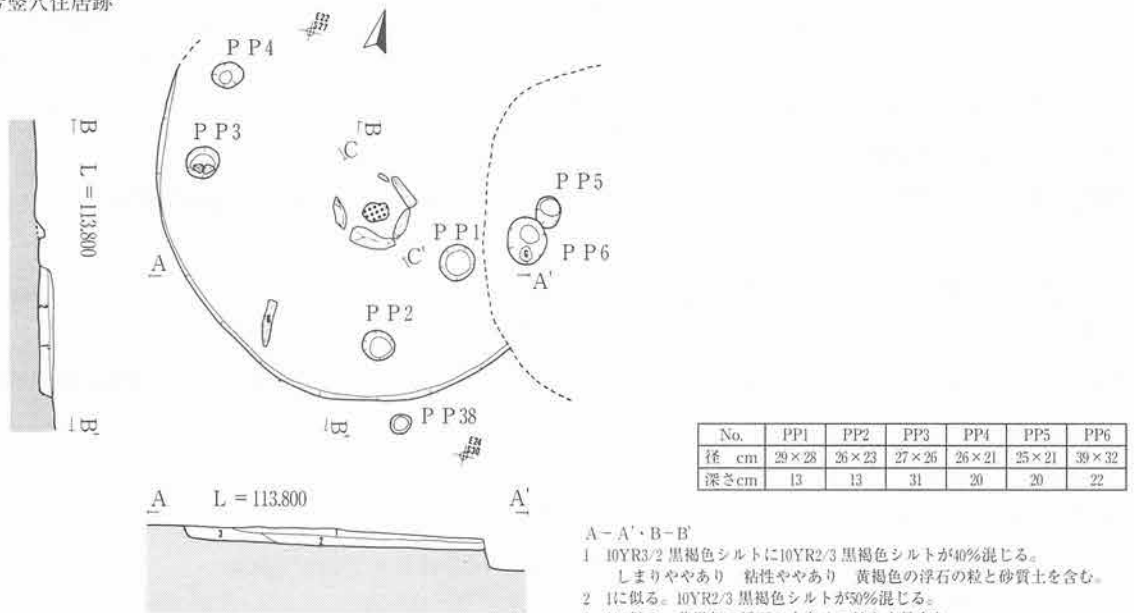 竪穴住居跡
PP4
PP3
B
C
PP5
B L = 113.800
PP1
C'
PP6
A
A'
PP2
B'
B'
PP38
No. PP1 PP2 PP3 PP4 PP5 PP6
径 cm 29×28 26×23 27×26 26×21 25×21 39×32
深さcm 13 13 31 20 20 22
A L = 113.800 A'
3 1 2
A-A'・B-B'
1 10YR3/2 黒褐色シルトに10YR2/3 黒褐色シルトが40%混じる。
しまりややあり 粘性ややあり 黄褐色の浮石の粒と砂質土を含む。
2 1に似る。10YR2/3 黒褐色シルトが50%混じる。